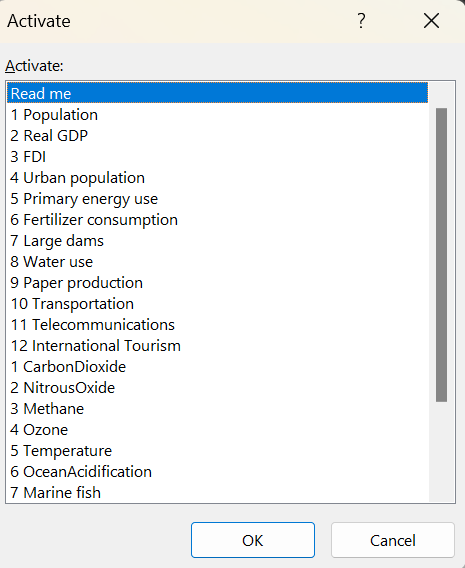 Activate
Activate:
Read me
1 Population
2 Real GDP
3 FDI
4 Urban population
5 Primary energy use
6 Fertilizer consumption
7 Large dams
8 Water use
9 Paper production
10 Transportation
11 Telecommunications
12 International Tourism
1 CarbonDioxide
2 NitrousOxide
3 Methane
4 Ozone
5 Temperature
6 OceanAcidification
7 Marine fish
OK Cancel